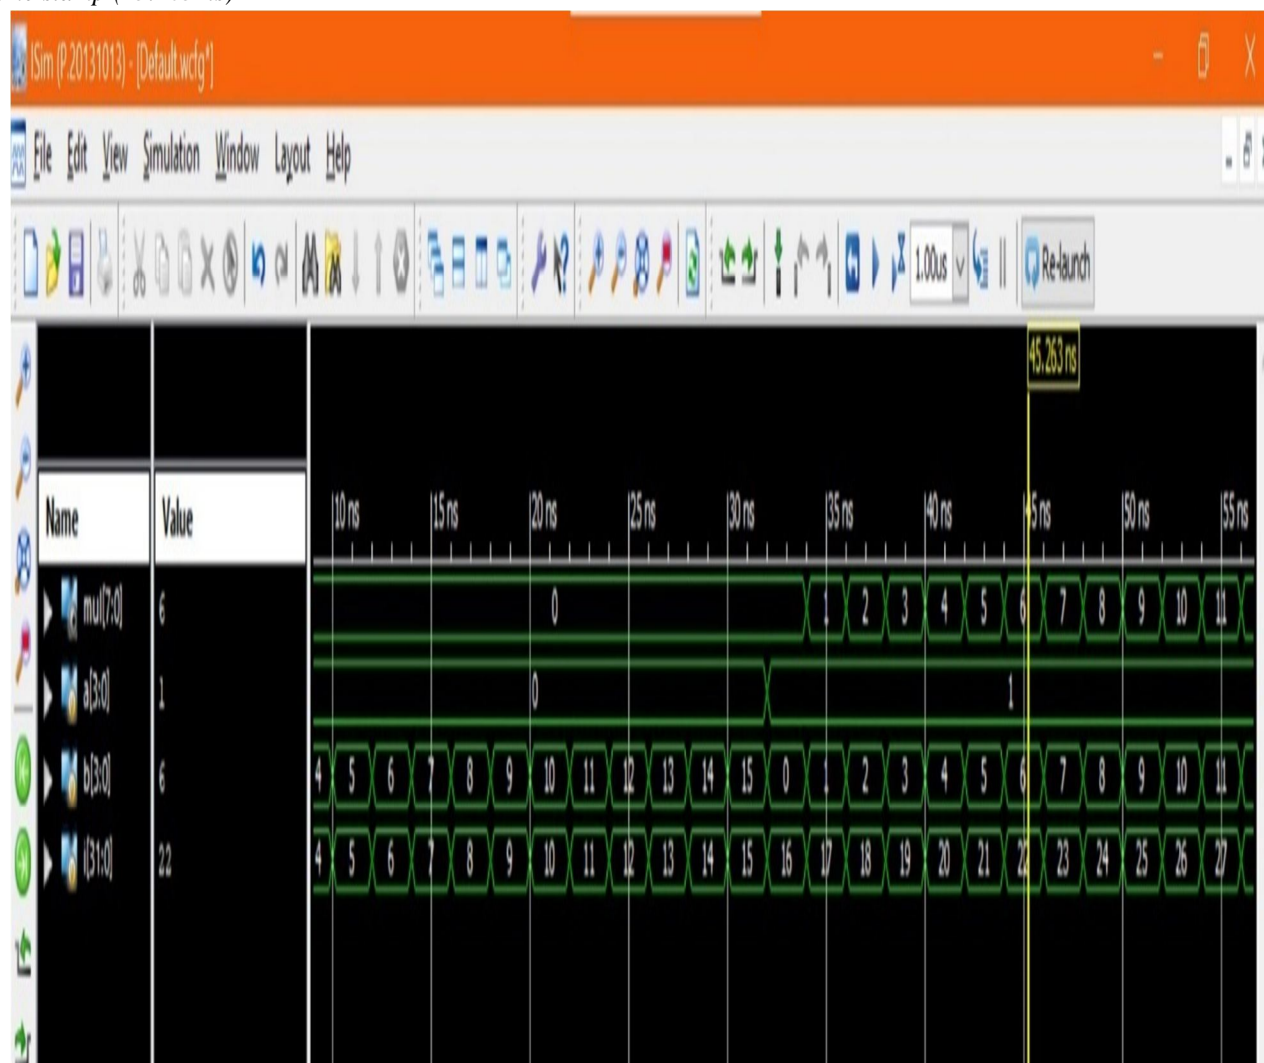 ISim (P.20131013) - [Default.wcfg*]
File Edit View Simulation Window Layout Help
1.00us Re-launch
45.263 ns
Name Value 10 ns 15 ns 20 ns 25 ns 30 ns 35 ns 40 ns 45 ns 50 ns 55 ns
mul[7:0] 6 0 1 2 3 4 5 6 7 8 9 10 11
a[3:0] 1 0 1
b[3:0] 6 4 5 6 7 8 9 10 11 12 13 14 15 0 1 2 3 4 5 6 7 8 9 10 11
i[31:0] 22 4 5 6 7 8 9 10 11 12 13 14 15 16 17 18 19 20 21 22 23 24 25 26 27